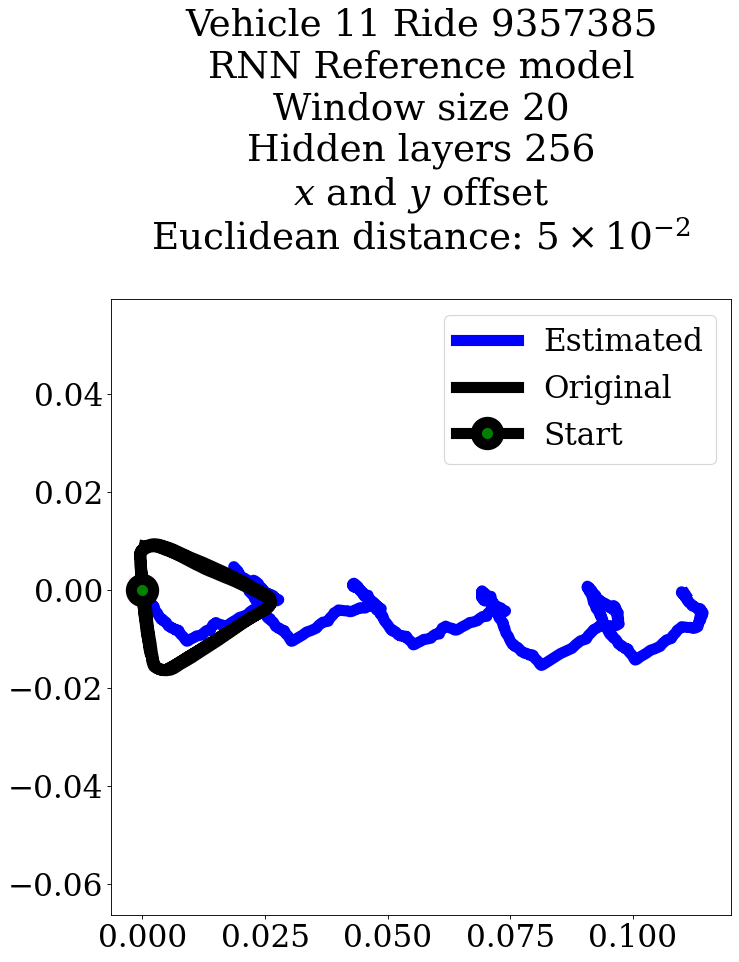 Vehicle 11 Ride 9357385
RNN Reference model
Window size 20
Hidden layers 256
x and y offset
Euclidean distance: 5 × 10⁻²
Estimated
Original
Start
0.04
0.02
0.00
−0.02
−0.04
−0.06
0.000 0.025 0.050 0.075 0.100